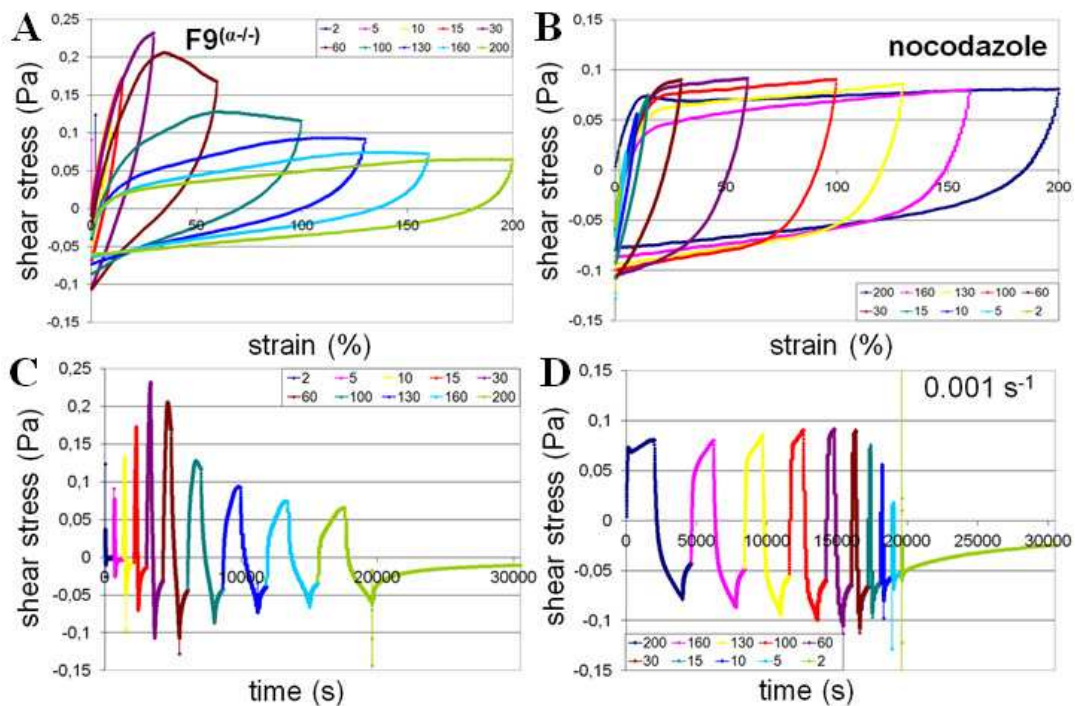 A
F9(α-/-)
2 5 10 15 30
60 100 130 160 200
shear stress (Pa)
0,25
0,2
0,15
0,1
0,05
0
-0,05
-0,1
-0,15
0 50 100 150 200
strain (%)
B
nocodazole
shear stress (Pa)
0,15
0,1
0,05
0
-0,05
-0,1
-0,15
0 50 100 150 200
200 160 130 100 60
30 15 10 5 2
strain (%)
C
2 5 10 15 30
60 100 130 160 200
shear stress (Pa)
0,25
0,2
0,15
0,1
0,05
0
-0,05
-0,1
-0,15
0 10000 20000 30000
time (s)
D
0.001 s-1
shear stress (Pa)
0,15
0,1
0,05
0
-0,05
-0,1
-0,15
0 5000 10000 15000 20000 25000 30000
200 160 130 100 60
30 15 10 5 2
time (s)